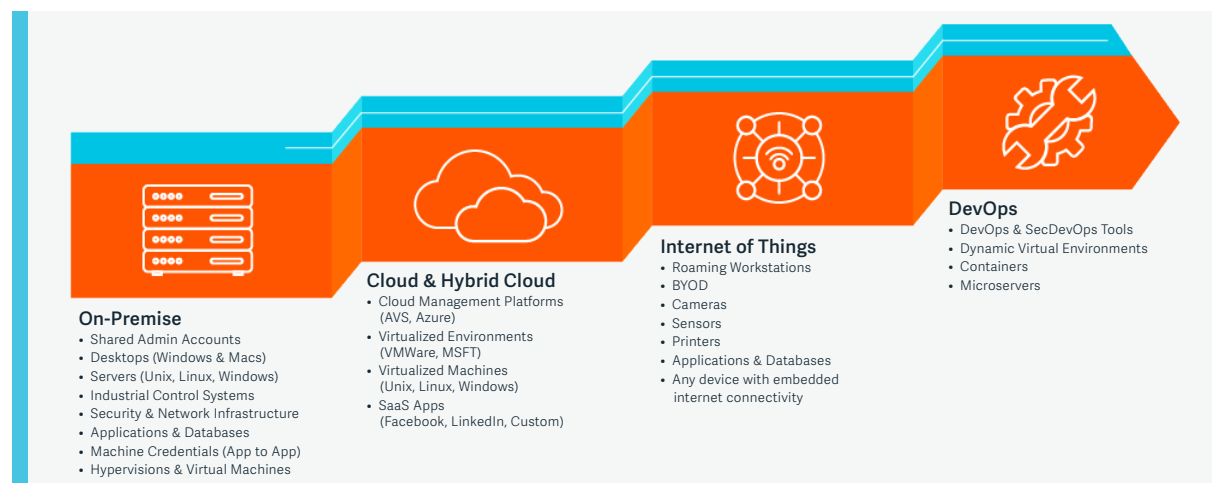 On-Premise
• Shared Admin Accounts
• Desktops (Windows & Macs)
• Servers (Unix, Linux, Windows)
• Industrial Control Systems
• Security & Network Infrastructure
• Applications & Databases
• Machine Credentials (App to App)
• Hypervisions & Virtual Machines
Cloud & Hybrid Cloud
• Cloud Management Platforms
(AVS, Azure)
• Virtualized Environments
(VMWare, MSFT)
• Virtualized Machines
(Unix, Linux, Windows)
• SaaS Apps
(Facebook, LinkedIn, Custom)
Internet of Things
• Roaming Workstations
• BYOD
• Cameras
• Sensors
• Printers
• Applications & Databases
• Any device with embedded
internet connectivity
DevOps
• DevOps & SecDevOps Tools
• Dynamic Virtual Environments
• Containers
• Microservers